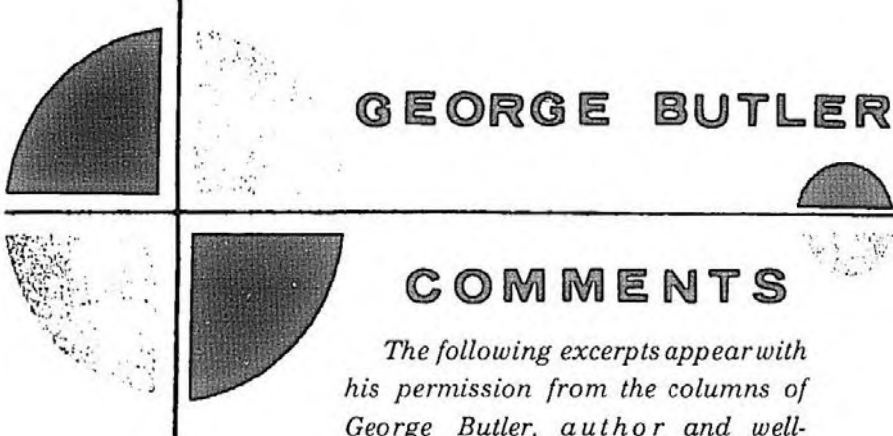 GEORGE BUTLER
COMMENTS
The following excerpts appear with
his permission from the columns of
George Butler, author and well-